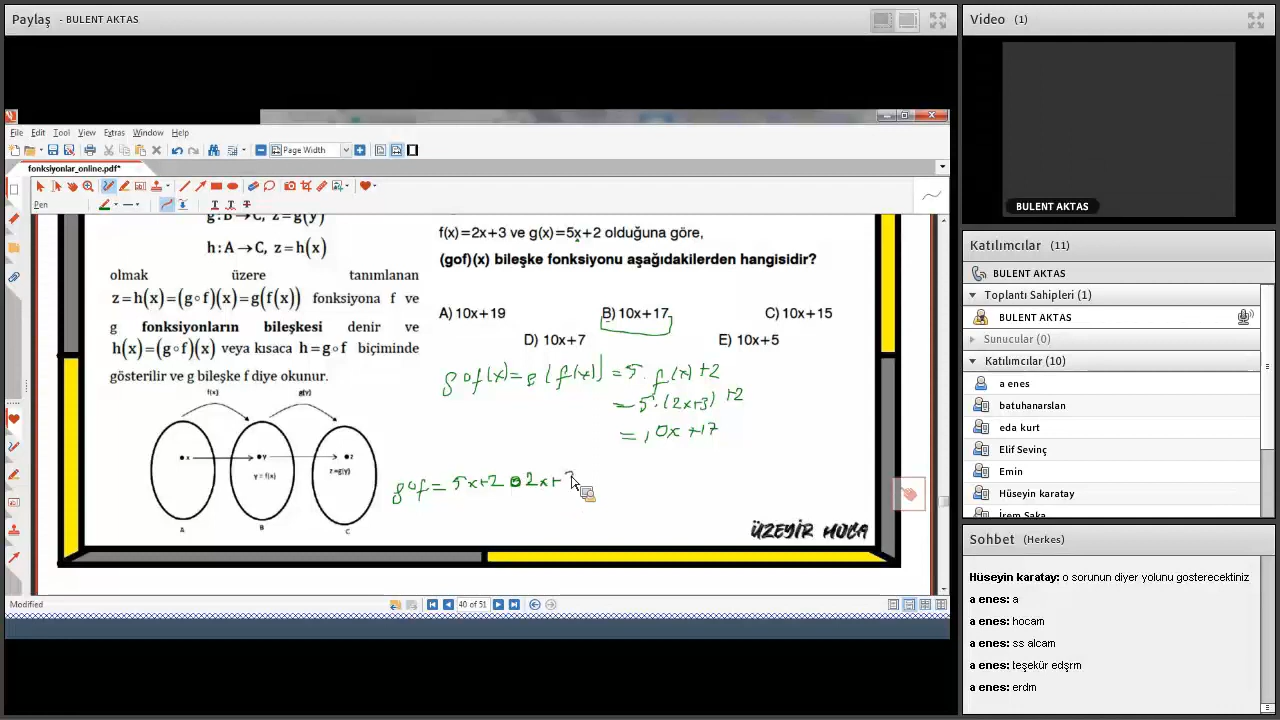 Paylaş - BULENT AKTAS
File Edit Tool View Extras Window Help
Page Width
fonksiyonlar_online.pdf*
Pen
g : B → C, z = g(y)
h : A → C, z = h(x)
olmak üzere tanımlanan
z = h(x) = (g∘f)(x) = g(f(x)) fonksiyona f ve
g fonksiyonların bileşkesi denir ve
h(x) = (g∘f)(x) veya kısaca h = g∘f biçiminde
gösterilir ve g bileşke f diye okunur.
f(x) g(y)
x y z
y = f(x) z=g(y)
A B C
f(x)=2x+3 ve g(x)=5x+2 olduğuna göre,
(gof)(x) bileşke fonksiyonu aşağıdakilerden hangisidir?
A) 10x+19 B) 10x+17 C) 10x+15
D) 10x+7 E) 10x+5
gof(x) = g(f(x)) = 5. f(x)+2
= 5.(2x+3)+2
= 10x+17
gof = 5x+2 o 2x+
ÜZEYİR HOCA
Modified
40 of 51
Video (1)
BULENT AKTAS
Katılımcılar (11)
BULENT AKTAS
Toplantı Sahipleri (1)
BULENT AKTAS
Sunucular (0)
Katılımcılar (10)
a enes
batuhanarslan
eda kurt
Elif Sevinç
Emin
Hüseyin karatay
İrem Saka
Sohbet (Herkes)
Hüseyin karatay: o sorunun diyer yolunu gosterecektiniz
a enes: a
a enes: hocam
a enes: ss alcam
a enes: teşekür edşrm
a enes: erdm